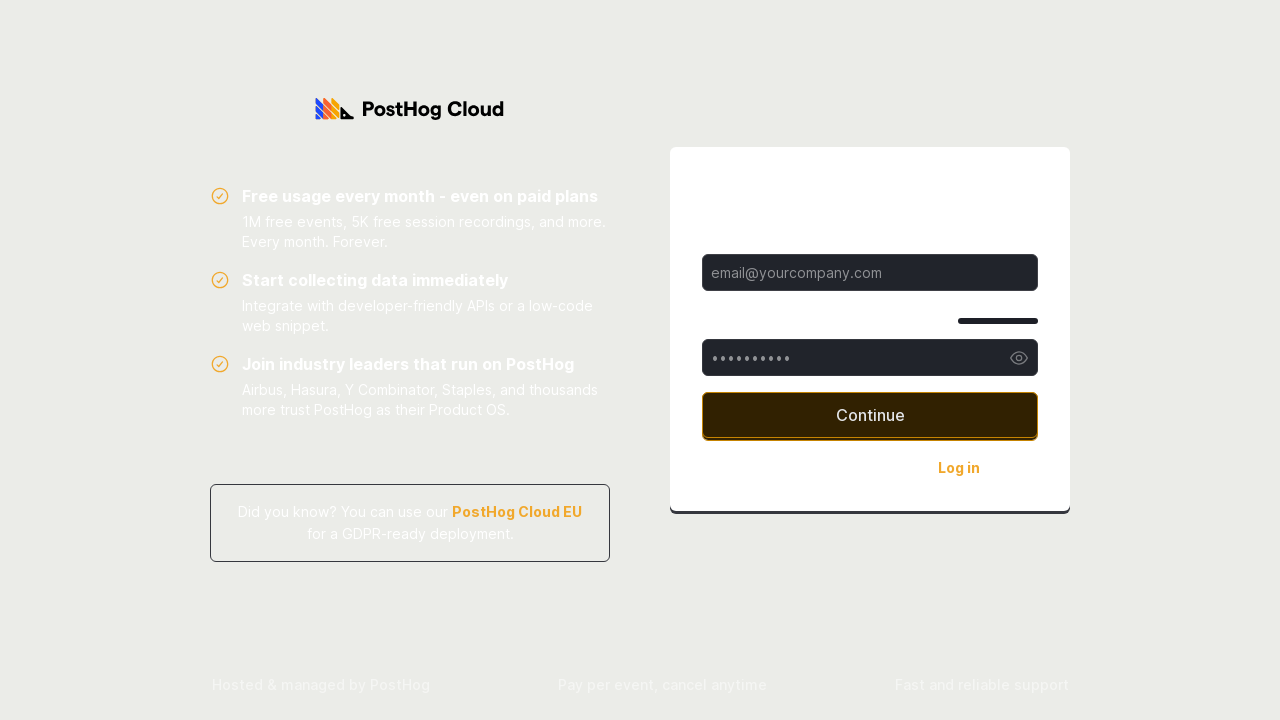 PostHog Cloud
Free usage every month - even on paid plans
1M free events, 5K free session recordings, and more.
Every month. Forever.
Start collecting data immediately
Integrate with developer-friendly APIs or a low-code
web snippet.
Join industry leaders that run on PostHog
Airbus, Hasura, Y Combinator, Staples, and thousands
more trust PostHog as their Product OS.
Did you know? You can use our PostHog Cloud EU
for a GDPR-ready deployment.
email@yourcompany.com
••••••••••
Continue
Log in
Hosted & managed by PostHog
Pay per event, cancel anytime
Fast and reliable support